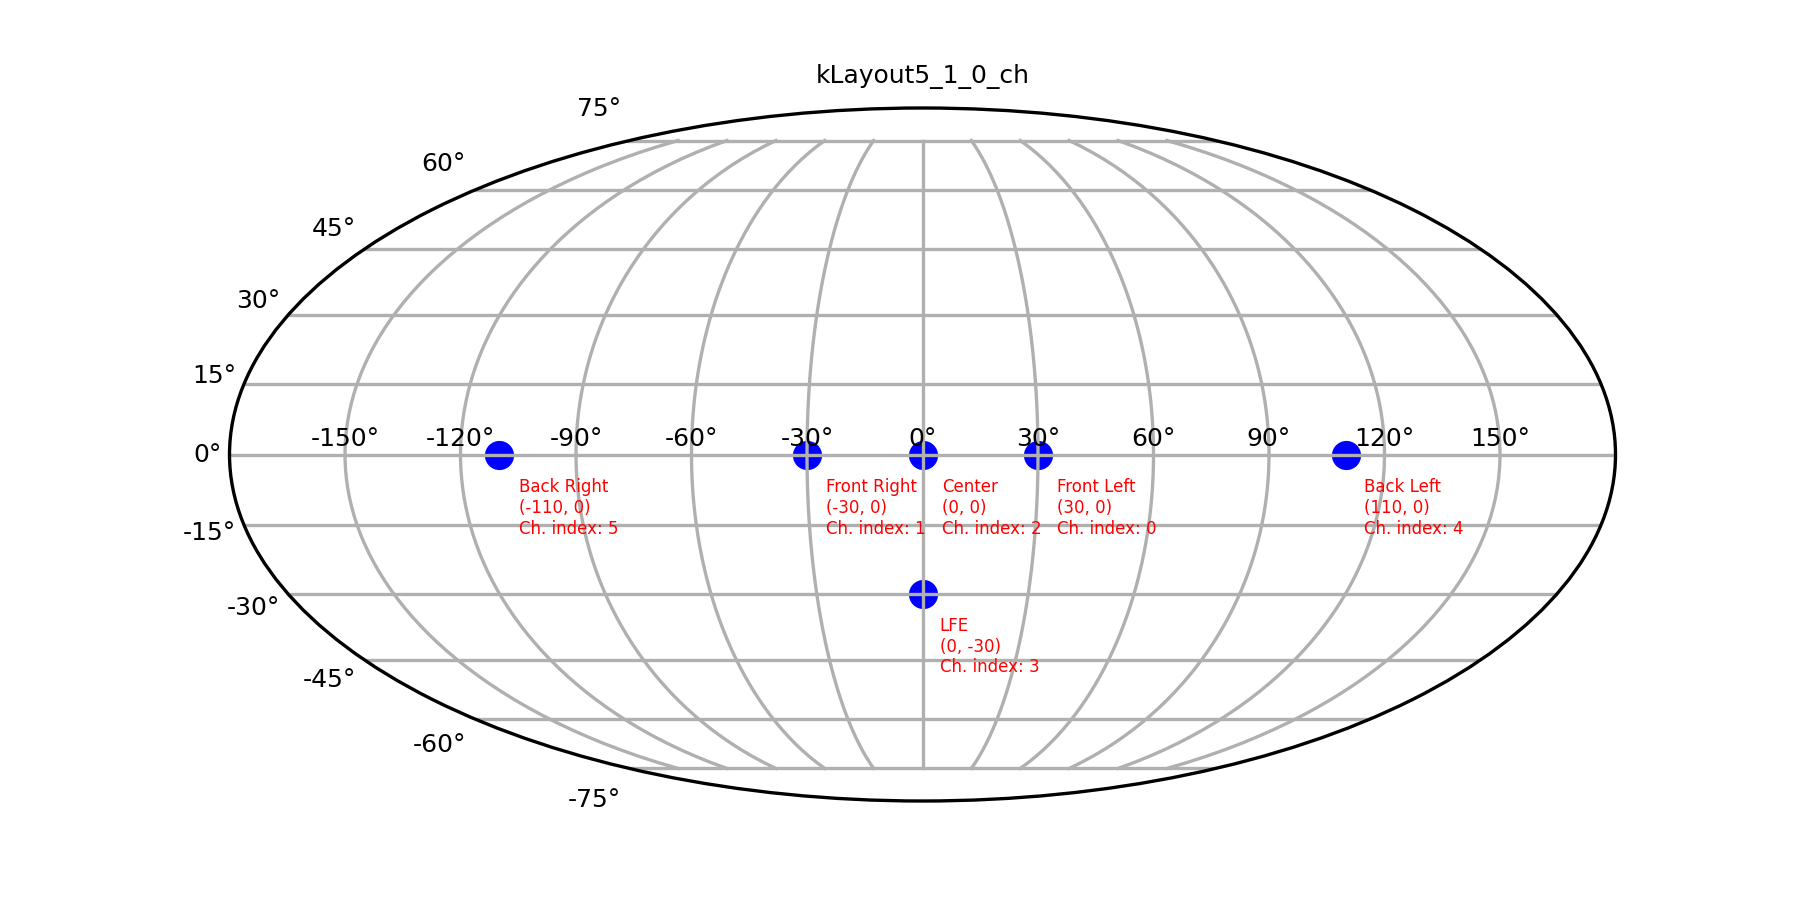 kLayout5_1_0_ch
75°
60°
45°
30°
15°
0°
-15°
-30°
-45°
-60°
-75°
-150°
-120°
-90°
-60°
-30°
0°
30°
60°
90°
120°
150°
Back Right
(-110, 0)
Ch. index: 5
Front Right
(-30, 0)
Ch. index: 1
Center
(0, 0)
Ch. index: 2
Front Left
(30, 0)
Ch. index: 0
Back Left
(110, 0)
Ch. index: 4
LFE
(0, -30)
Ch. index: 3